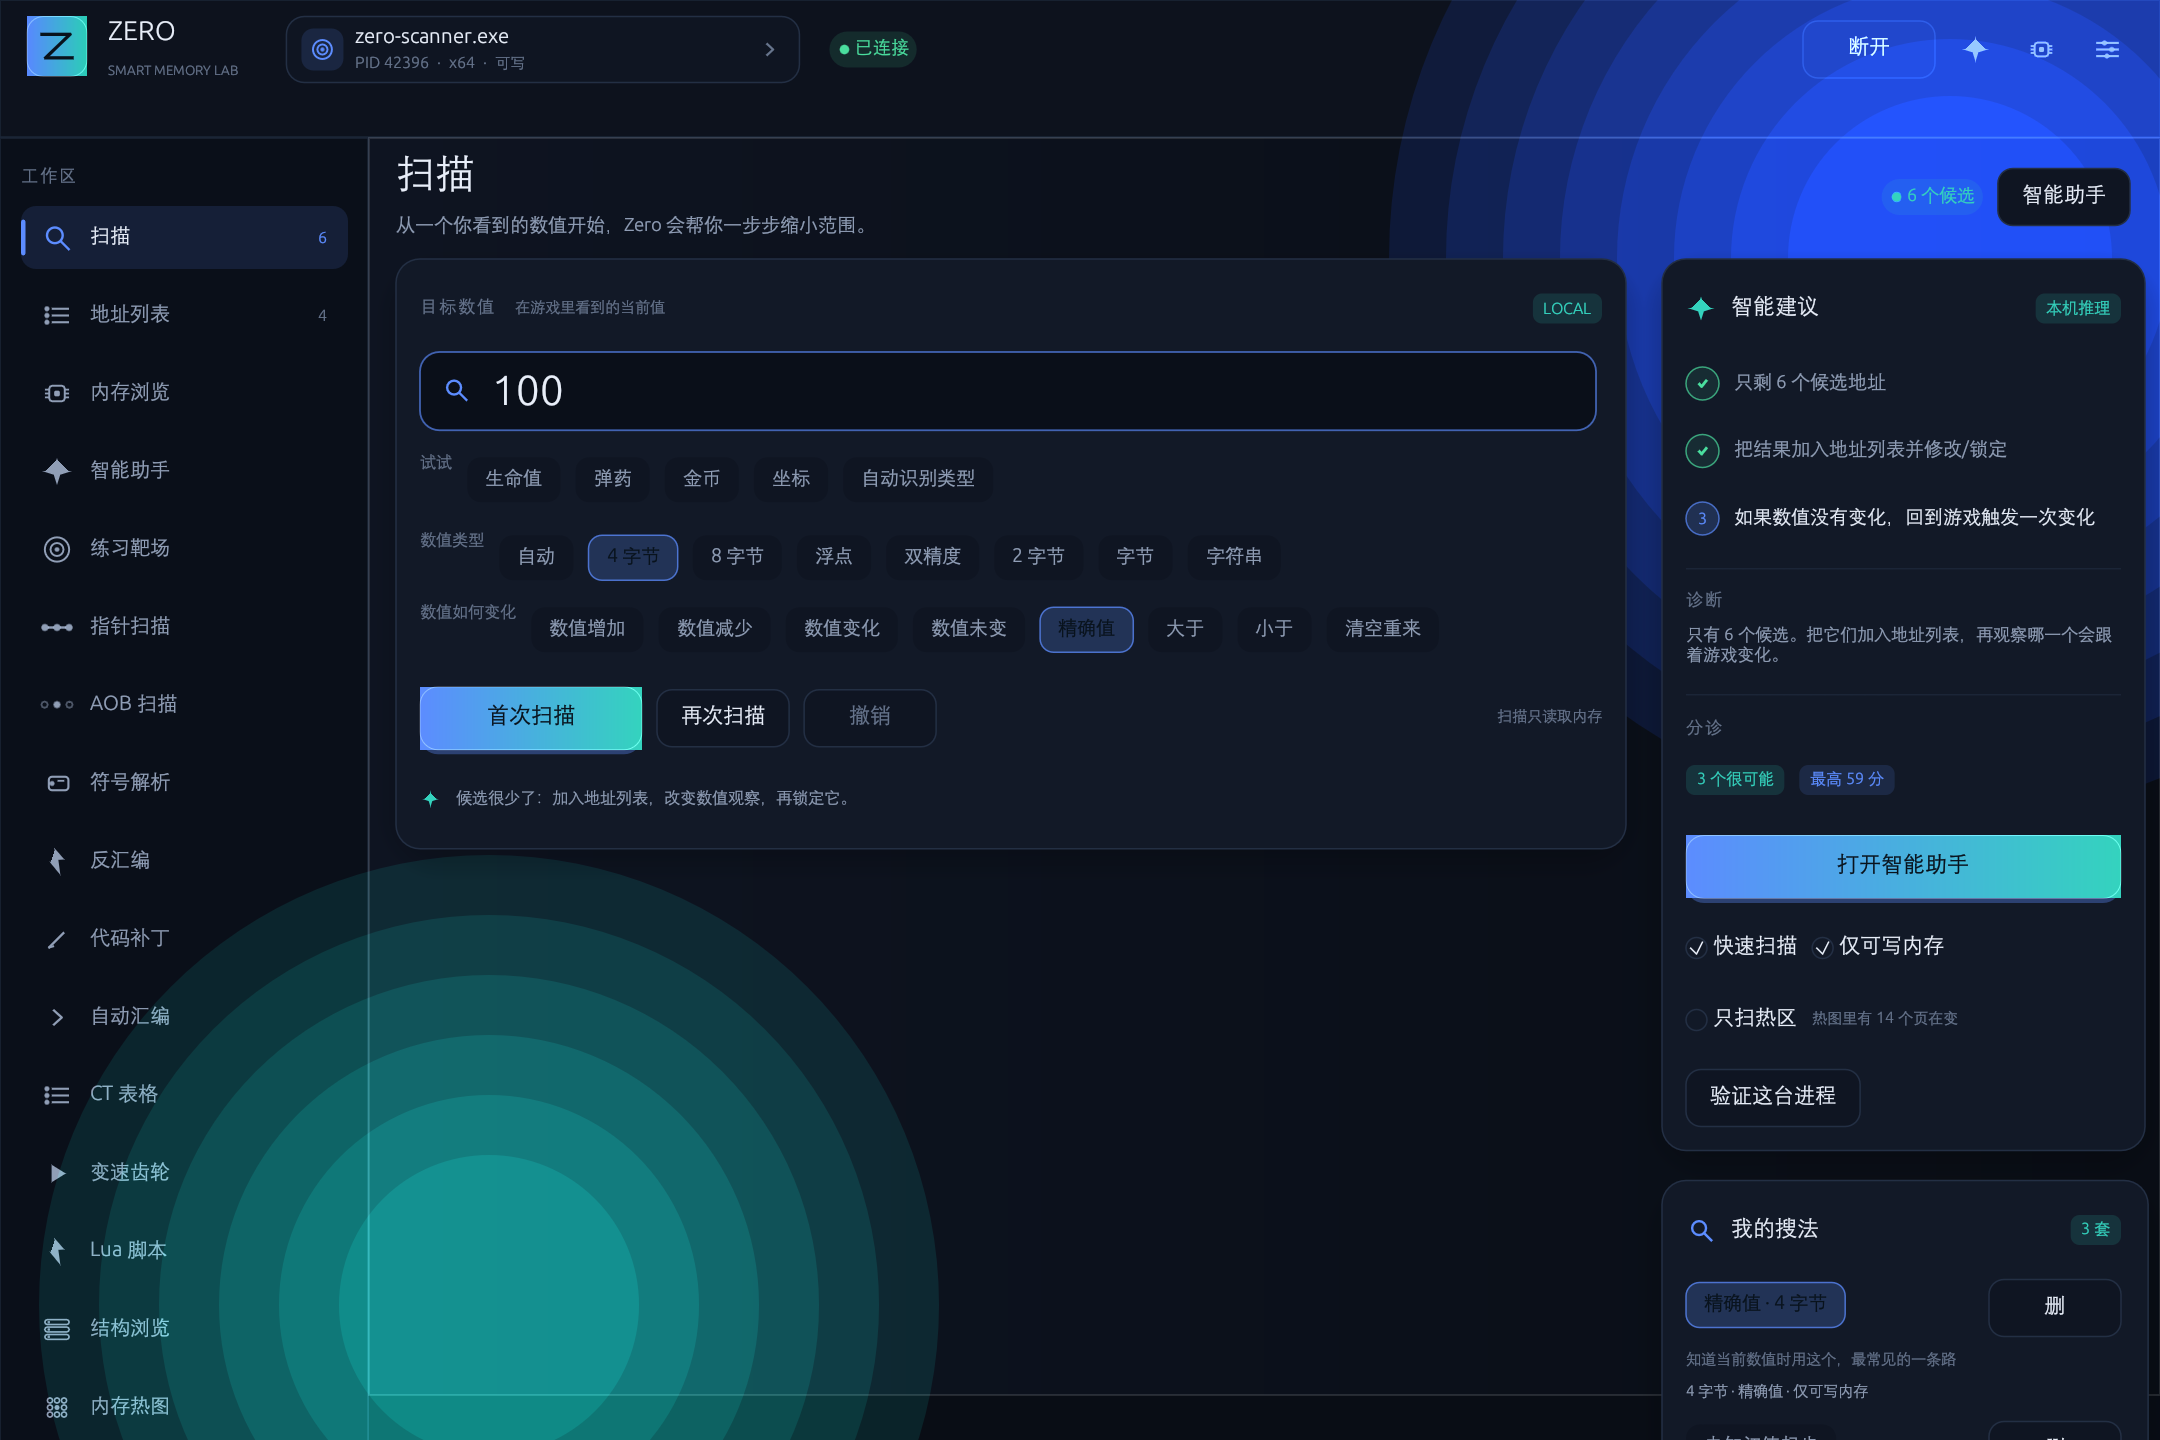 ZERO
SMART MEMORY LAB
zero-scanner.exe
PID 42396 · x64 · 可写
已连接
断开
工作区
扫描 6
地址列表 4
内存浏览
智能助手
练习靶场
指针扫描
AOB 扫描
符号解析
反汇编
代码补丁
自动汇编
CT 表格
变速齿轮
Lua 脚本
结构浏览
内存热图
扫描
从一个你看到的数值开始，Zero 会帮你一步步缩小范围。
6 个候选
智能助手
目标数值 在游戏里看到的当前值
LOCAL
100
试试 生命值 弹药 金币 坐标 自动识别类型
数值类型 自动 4 字节 8 字节 浮点 双精度 2 字节 字节 字符串
数值如何变化 数值增加 数值减少 数值变化 数值未变 精确值 大于 小于 清空重来
首次扫描 再次扫描 撤销
扫描只读取内存
候选很少了：加入地址列表，改变数值观察，再锁定它。
智能建议
本机推理
只剩 6 个候选地址
把结果加入地址列表并修改/锁定
3 如果数值没有变化，回到游戏触发一次变化
诊断
只有 6 个候选。把它们加入地址列表，再观察哪一个会跟
着游戏变化。
分诊
3 个很可能 最高 59 分
打开智能助手
快速扫描 仅可写内存
只扫热区 热图里有 14 个页在变
验证这台进程
我的搜法
3 套
精确值 · 4 字节
删
知道当前数值时用这个，最常见的一条路
4 字节 · 精确值 · 仅可写内存